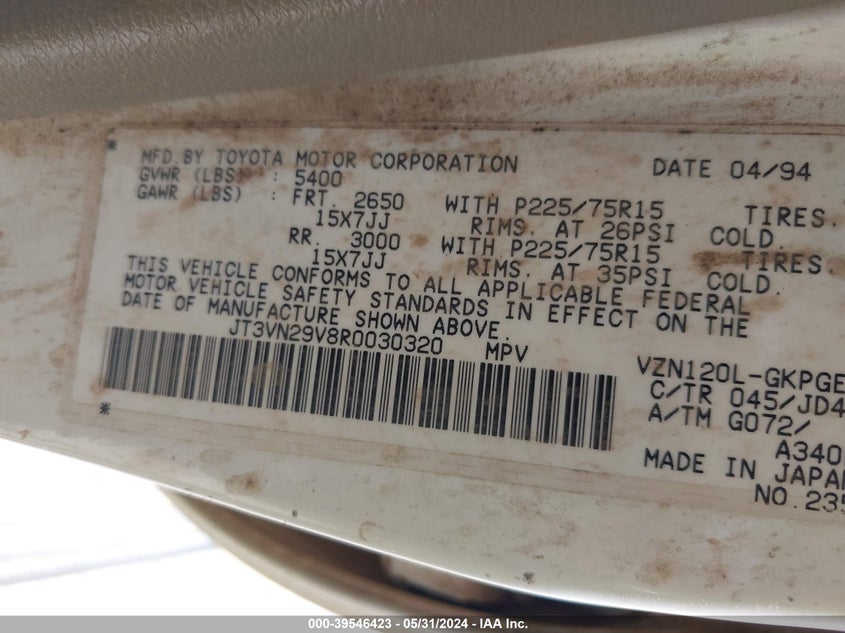 MFD.BY TOYOTA MOTOR CORPORATION DATE 04/94
GVWR (LBS) : 5400
GAWR (LBS) : FRT. 2650 WITH P225/75R15 TIRES.
15X7JJ RIMS. AT 26PSI COLD.
RR. 3000 WITH P225/75R15 TIRES.
15X7JJ RIMS. AT 35PSI COLD.
THIS VEHICLE CONFORMS TO ALL APPLICABLE FEDERAL
MOTOR VEHICLE SAFETY STANDARDS IN EFFECT ON THE
DATE OF MANUFACTURE SHOWN ABOVE.
JT3VN29V8R0030320 MPV
VZN120L-GKPGE
C/TR 045/JD4
A/TM G072/
A340
MADE IN JAPAN
NO.235
000-39546423 - 05/31/2024 - IAA Inc.